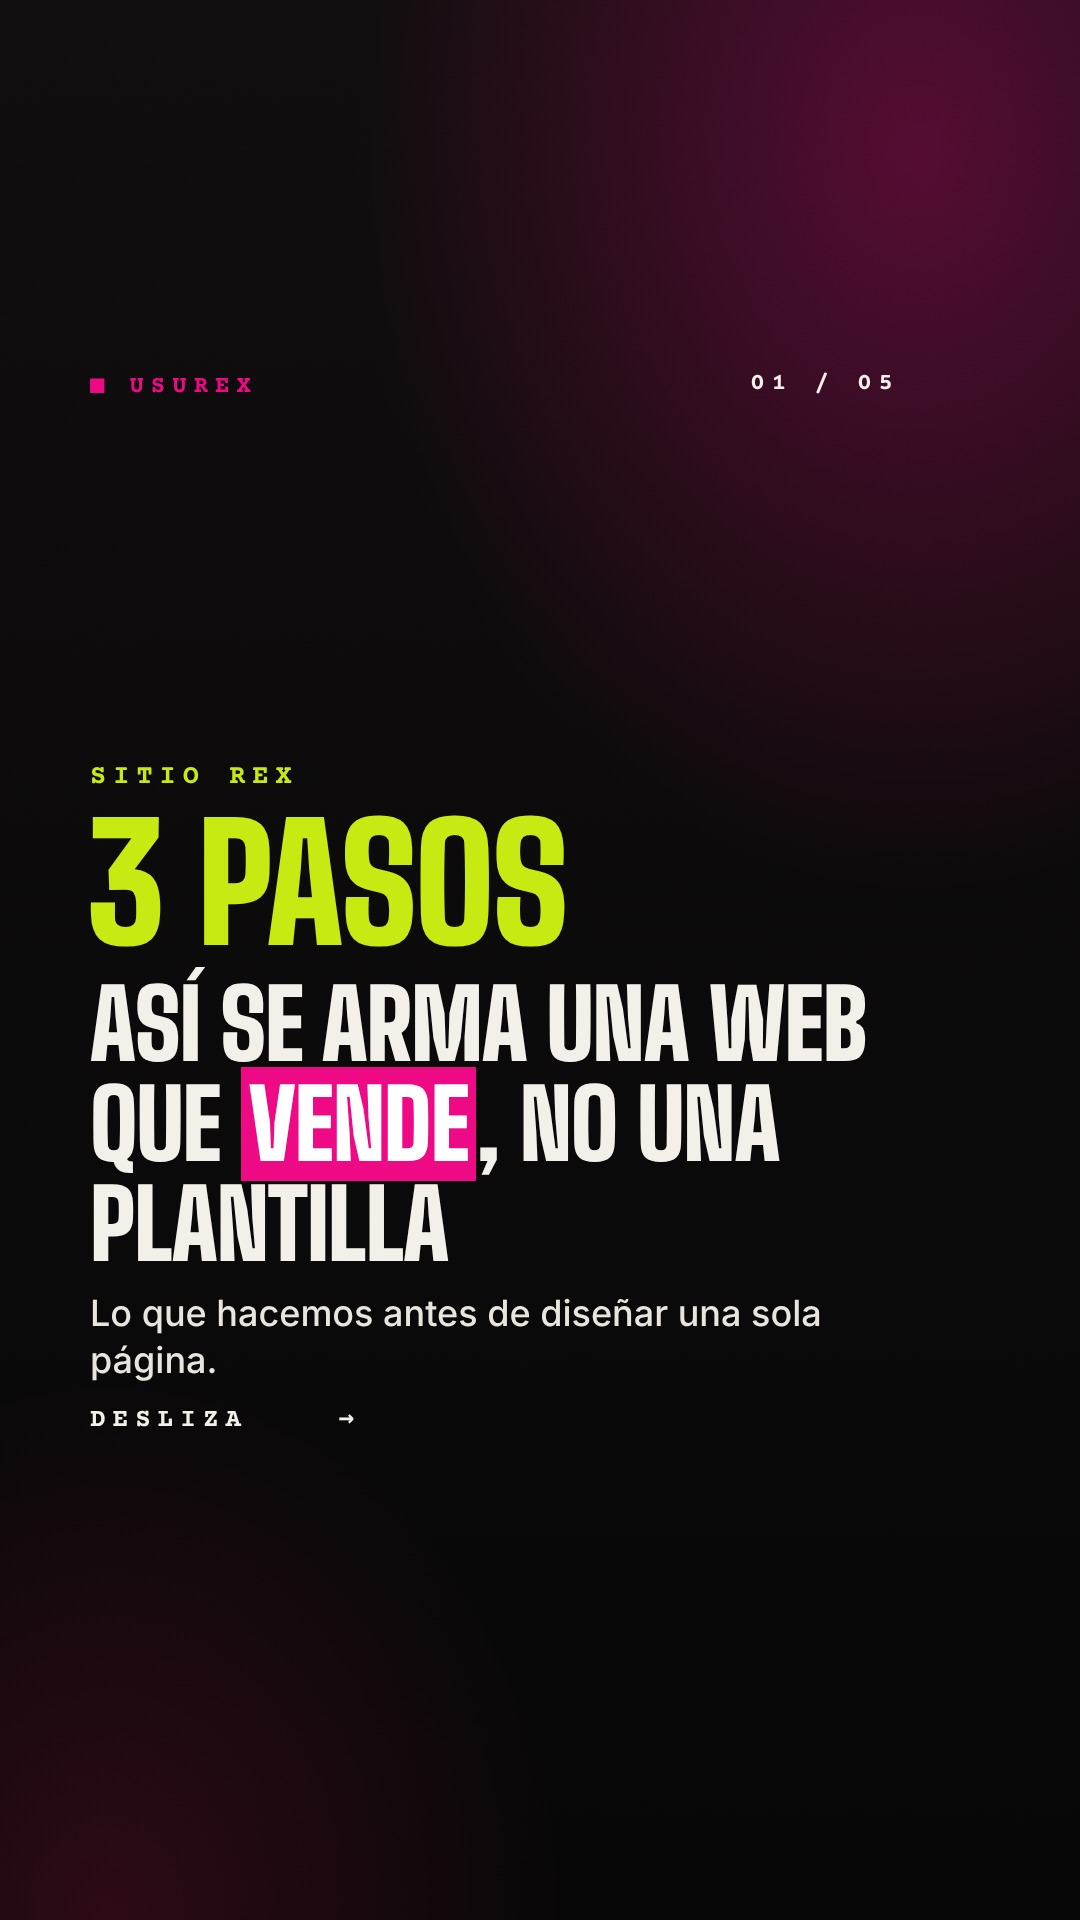 USUREX
01 / 05
SITIO REX
3 PASOS
ASÍ SE ARMA UNA WEB
QUE VENDE, NO UNA
PLANTILLA
Lo que hacemos antes de diseñar una sola
página.
DESLIZA →